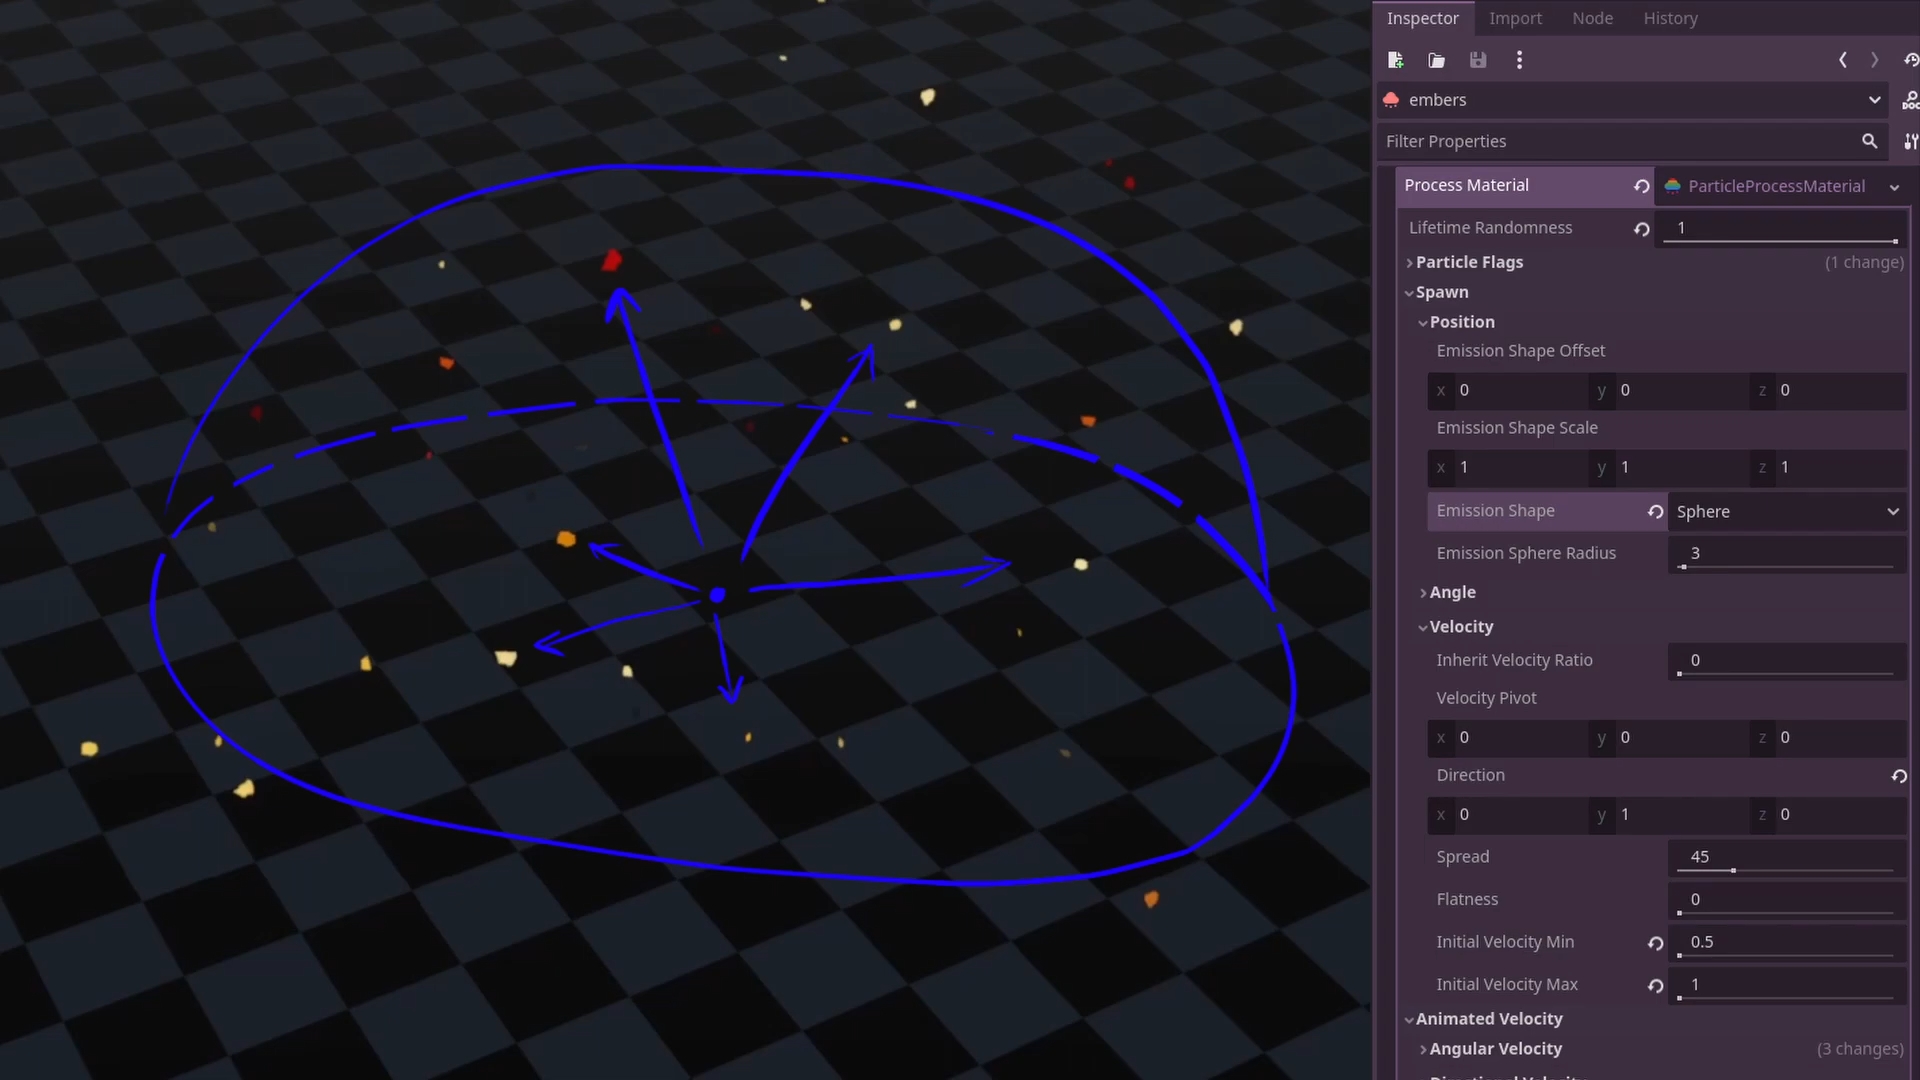 Inspector Import Node History
embers
DOC
Filter Properties
Process Material ParticleProcessMaterial
Lifetime Randomness 1
Particle Flags (1 change)
Spawn
Position
Emission Shape Offset
x 0 y 0 z 0
Emission Shape Scale
x 1 y 1 z 1
Emission Shape Sphere
Emission Sphere Radius 3
Angle
Velocity
Inherit Velocity Ratio 0
Velocity Pivot
x 0 y 0 z 0
Direction
x 0 y 1 z 0
Spread 45
Flatness 0
Initial Velocity Min 0.5
Initial Velocity Max 1
Animated Velocity
Angular Velocity (3 changes)